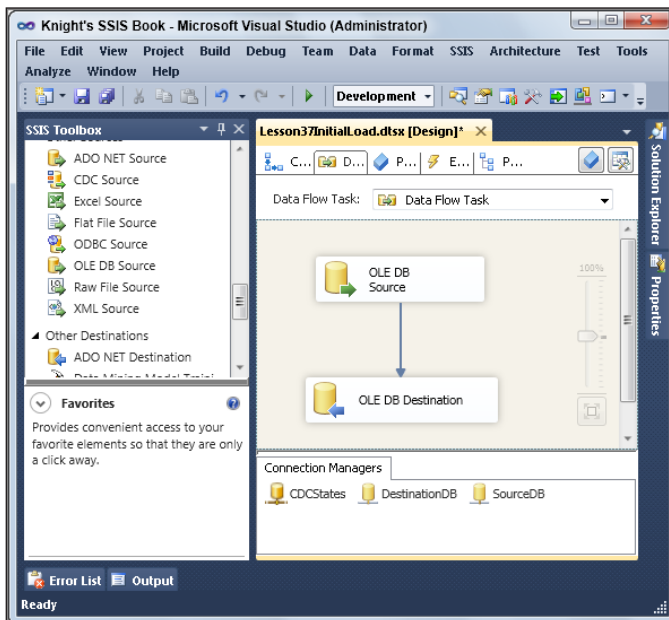 Knight's SSIS Book - Microsoft Visual Studio (Administrator)
File Edit View Project Build Debug Team Data Format SSIS Architecture Test Tools
Analyze Window Help
Development
SSIS Toolbox
ADO NET Source
CDC Source
Excel Source
Flat File Source
ODBC Source
OLE DB Source
Raw File Source
XML Source
Other Destinations
ADO NET Destination
Favorites
Provides convenient access to your
favorite elements so that they are only
a click away.
Lesson37InitialLoad.dtsx [Design]*
C... D... P... E... P...
Data Flow Task: Data Flow Task
OLE DB
Source
100%
OLE DB Destination
Connection Managers
CDCStates DestinationDB SourceDB
Solution Explorer
Properties
Error List Output
Ready